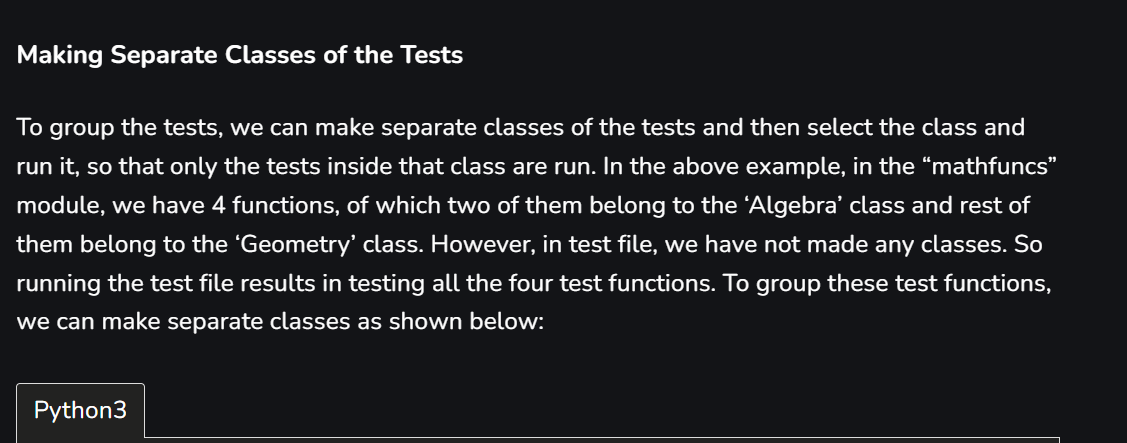 Making Separate Classes of the Tests
To group the tests, we can make separate classes of the tests and then select the class and
run it, so that only the tests inside that class are run. In the above example, in the “mathfuncs”
module, we have 4 functions, of which two of them belong to the ‘Algebra’ class and rest of
them belong to the ‘Geometry’ class. However, in test file, we have not made any classes. So
running the test file results in testing all the four test functions. To group these test functions,
we can make separate classes as shown below:
Python3